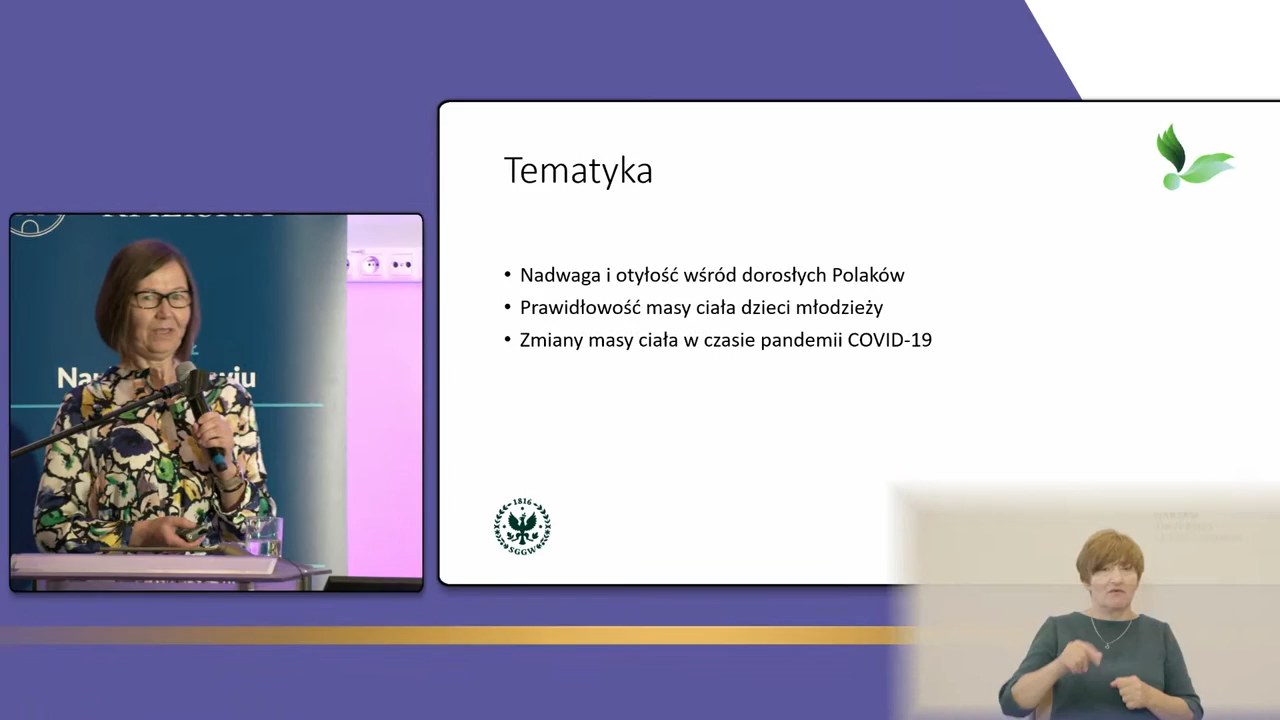 Tematyka
• Nadwaga i otyłość wśród dorosłych Polaków
• Prawidłowość masy ciała dzieci młodzieży
• Zmiany masy ciała w czasie pandemii COVID-19
1816
SGGW